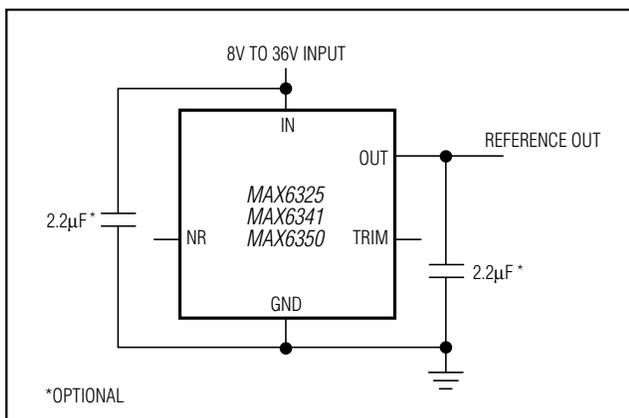 8V TO 36V INPUT
IN
OUT
REFERENCE OUT
MAX6325
MAX6341
MAX6350
2.2μF*
NR
TRIM
2.2μF*
GND
*OPTIONAL